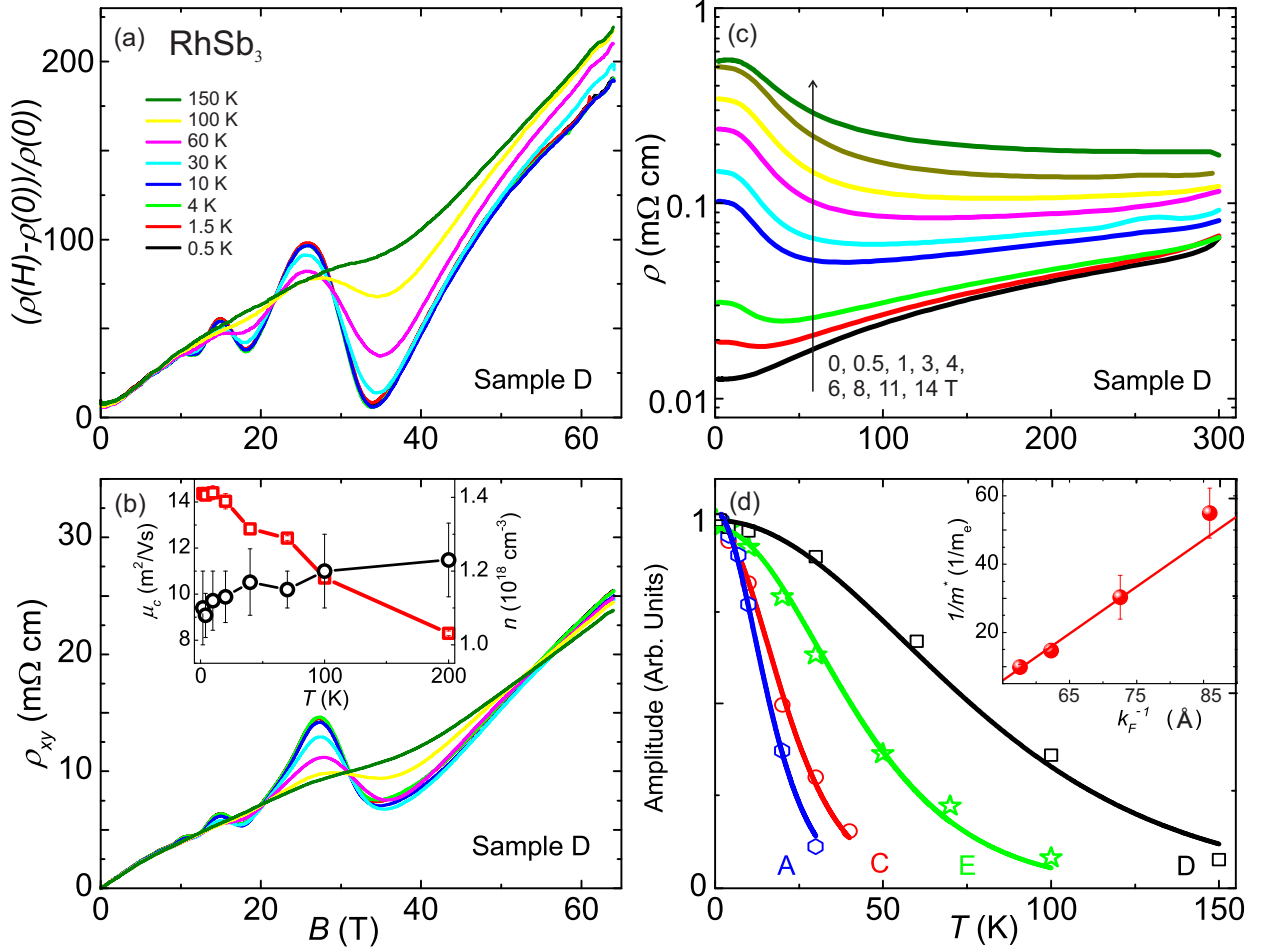 (a) RhSb₃
200
100
0
(ρ(H)-ρ(0))/ρ(0)
150 K
100 K
60 K
30 K
10 K
4 K
1.5 K
0.5 K
Sample D
0 20 40 60
(c)
1
0.1
0.01
ρ (mΩ cm)
0, 0.5, 1, 3, 4,
6, 8, 11, 14 T
Sample D
0 100 200 300
(b)
30
25
20
15
10
5
0
ρxy (mΩ cm)
14
12
10
8
μc (m²/Vs)
1.4
1.2
1.0
n (10¹⁸ cm⁻³)
0 100 200
T (K)
Sample D
0 20 40 60
B (T)
(d)
1
0
Amplitude (Arb. Units)
60
40
20
1/m* (1/me)
65 75 85
kF⁻¹ (Å)
A C E D
0 50 100 150
T (K)